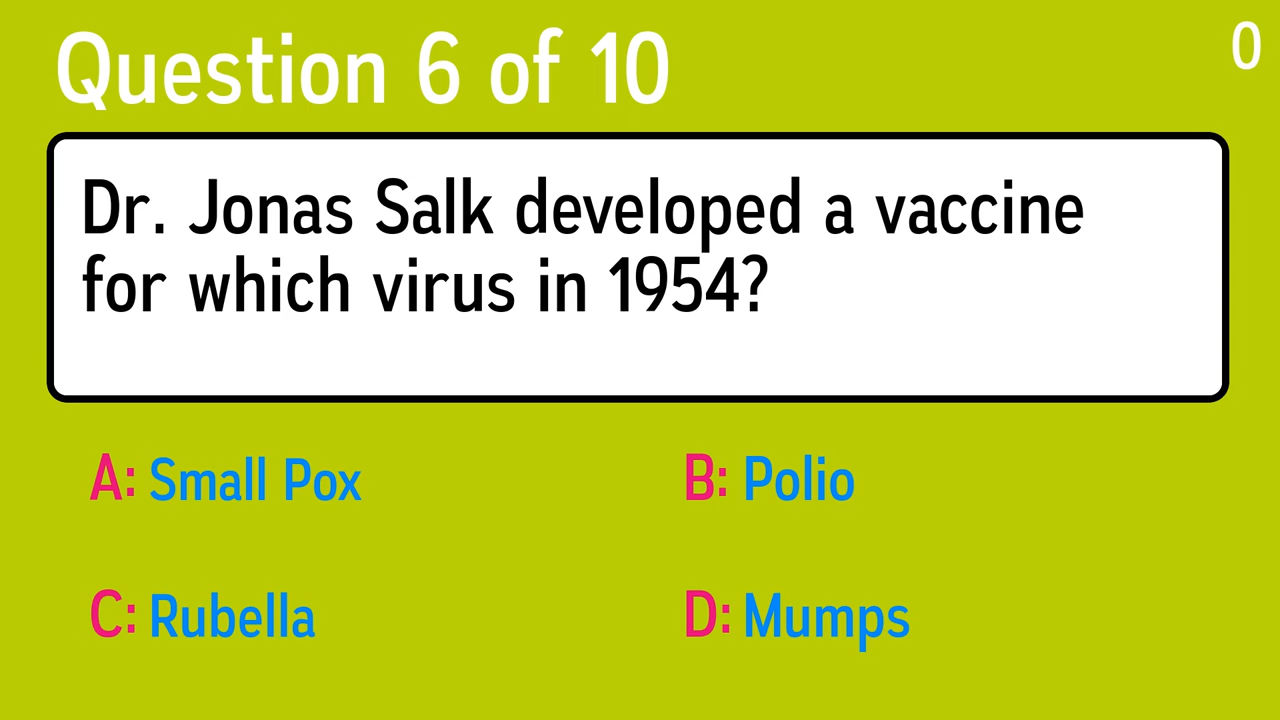 Question 6 of 10
0
Dr. Jonas Salk developed a vaccine
for which virus in 1954?
A: Small Pox
B: Polio
C: Rubella
D: Mumps